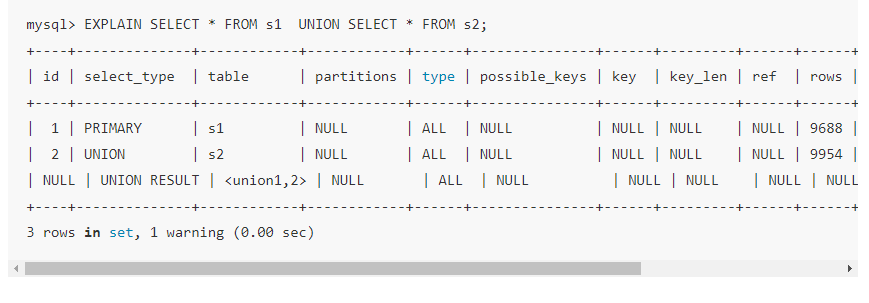 mysql> EXPLAIN SELECT * FROM s1  UNION SELECT * FROM s2;
+----+--------------+------------+------------+------+---------------+------+---------+------+------+
| id | select_type  | table      | partitions | type | possible_keys | key  | key_len | ref  | rows |
+----+--------------+------------+------------+------+---------------+------+---------+------+------+
|  1 | PRIMARY      | s1         | NULL       | ALL  | NULL          | NULL | NULL    | NULL | 9688 |
|  2 | UNION        | s2         | NULL       | ALL  | NULL          | NULL | NULL    | NULL | 9954 |
| NULL | UNION RESULT | <union1,2> | NULL       | ALL  | NULL          | NULL | NULL    | NULL | NULL
+----+--------------+------------+------------+------+---------------+------+---------+------+------+
3 rows in set, 1 warning (0.00 sec)